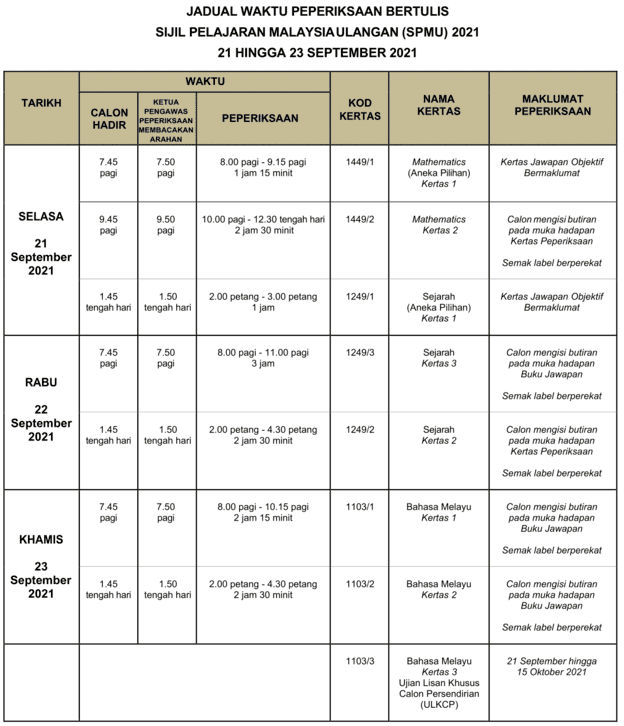 JADUAL WAKTU PEPERIKSAAN BERTULIS
SIJIL PELAJARAN MALAYSIA ULANGAN (SPMU) 2021
21 HINGGA 23 SEPTEMBER 2021
TARIKH
WAKTU
CALON
HADIR
KETUA
PENGAWAS
PEPERIKSAAN
MEMBACAKAN
ARAHAN
PEPERIKSAAN
KOD
KERTAS
NAMA
KERTAS
MAKLUMAT
PEPERIKSAAN
SELASA
21
September
2021
7.45
pagi
7.50
pagi
8.00 pagi - 9.15 pagi
1 jam 15 minit
1449/1
Mathematics
(Aneka Pilihan)
Kertas 1
Kertas Jawapan Objektif
Bermaklumat
9.45
pagi
9.50
pagi
10.00 pagi - 12.30 tengah hari
2 jam 30 minit
1449/2
Mathematics
Kertas 2
Calon mengisi butiran
pada muka hadapan
Kertas Peperiksaan
Semak label berperekat
1.45
tengah hari
1.50
tengah hari
2.00 petang - 3.00 petang
1 jam
1249/1
Sejarah
(Aneka Pilihan)
Kertas 1
Kertas Jawapan Objektif
Bermaklumat
RABU
22
September
2021
7.45
pagi
7.50
pagi
8.00 pagi - 11.00 pagi
3 jam
1249/3
Sejarah
Kertas 3
Calon mengisi butiran
pada muka hadapan
Buku Jawapan
Semak label berperekat
1.45
tengah hari
1.50
tengah hari
2.00 petang - 4.30 petang
2 jam 30 minit
1249/2
Sejarah
Kertas 2
Calon mengisi butiran
pada muka hadapan
Kertas Peperiksaan
Semak label berperekat
KHAMIS
23
September
2021
7.45
pagi
7.50
pagi
8.00 pagi - 10.15 pagi
2 jam 15 minit
1103/1
Bahasa Melayu
Kertas 1
Calon mengisi butiran
pada muka hadapan
Buku Jawapan
Semak label berperekat
1.45
tengah hari
1.50
tengah hari
2.00 petang - 4.30 petang
2 jam 30 minit
1103/2
Bahasa Melayu
Kertas 2
Calon mengisi butiran
pada muka hadapan
Buku Jawapan
Semak label berperekat
1103/3
Bahasa Melayu
Kertas 3
Ujian Lisan Khusus
Calon Persendirian
(ULKCP)
21 September hingga
15 Oktober 2021